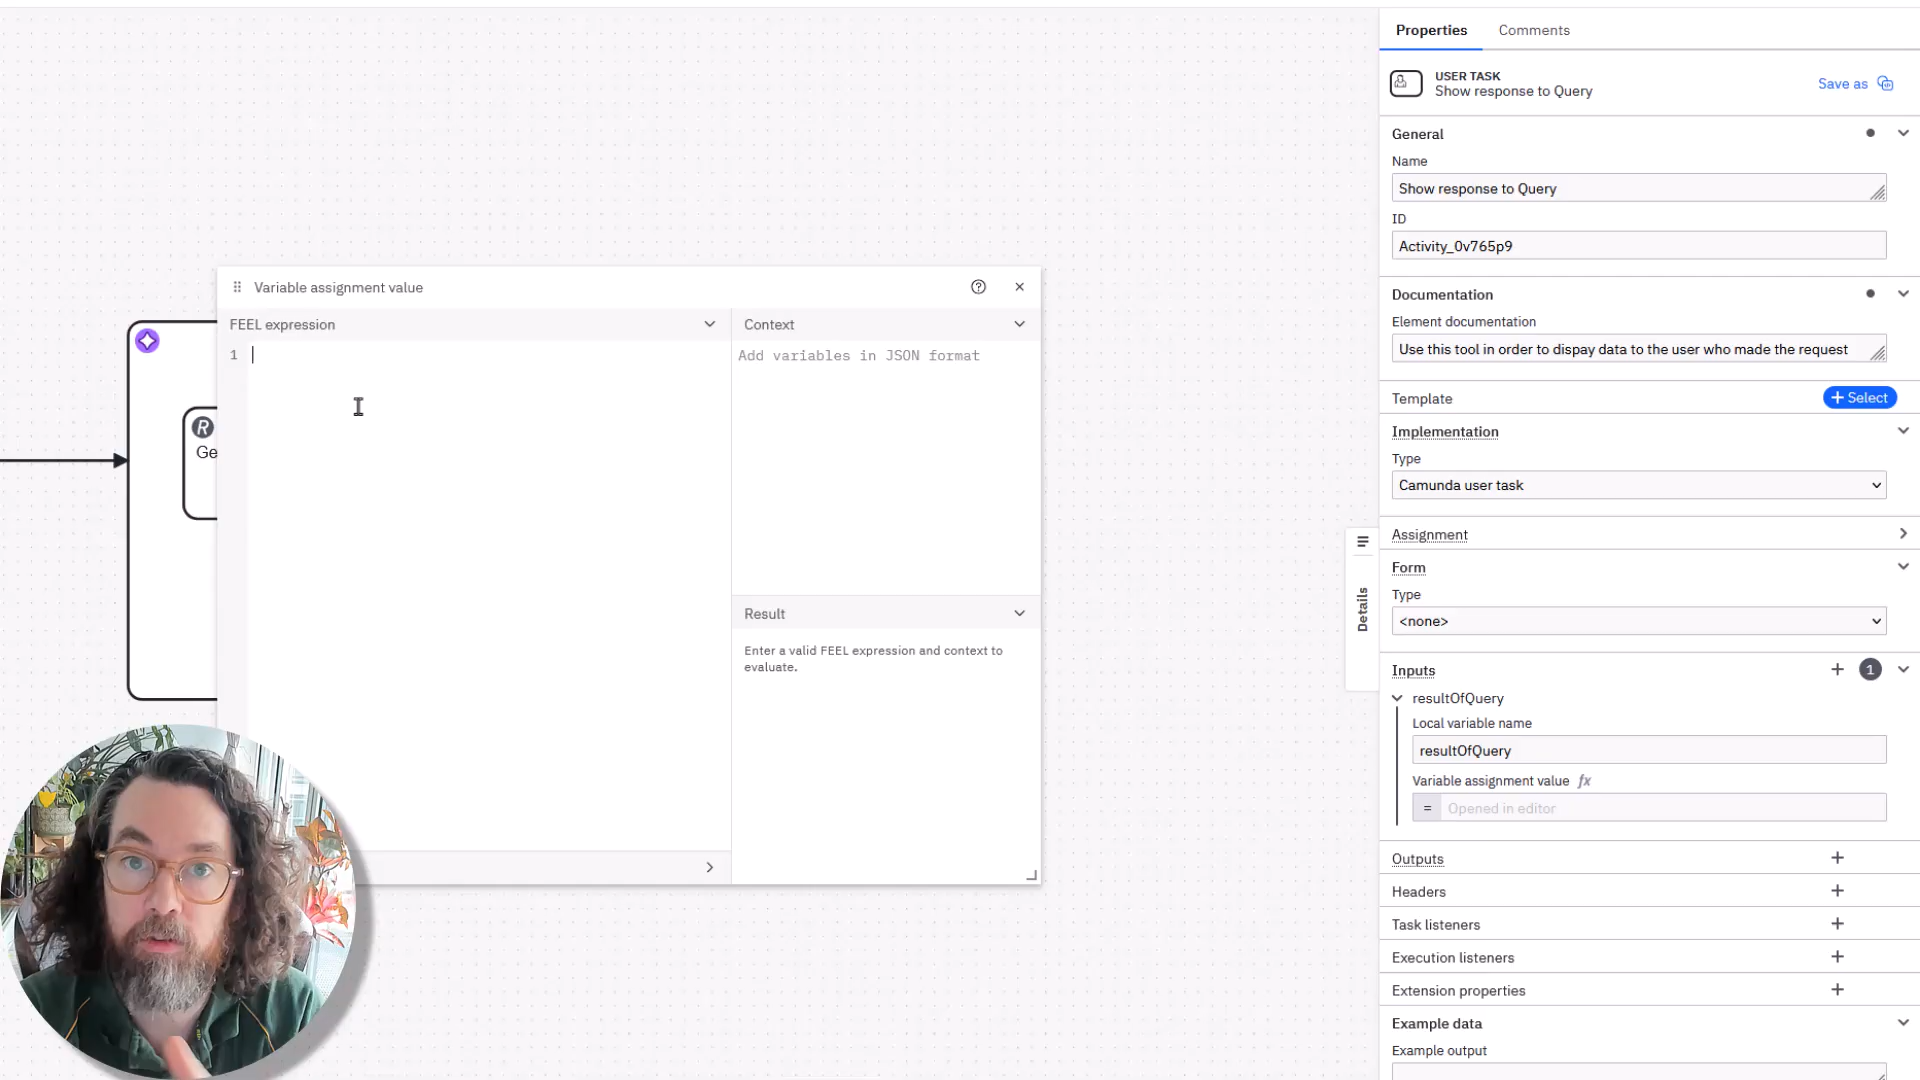 Properties
Comments
USER TASK
Show response to Query
Save as
General
Name
Show response to Query
ID
Activity_0v765p9
Documentation
Element documentation
Use this tool in order to dispay data to the user who made the request
Template
Select
Implementation
Type
Camunda user task
Assignment
Form
Type
<none>
Inputs
1
resultOfQuery
Local variable name
resultOfQuery
Variable assignment value fx
= Opened in editor
Outputs
Headers
Task listeners
Execution listeners
Extension properties
Example data
Example output
Details
Variable assignment value
FEEL expression
1
Context
Add variables in JSON format
Result
Enter a valid FEEL expression and context to
evaluate.
R
Ge